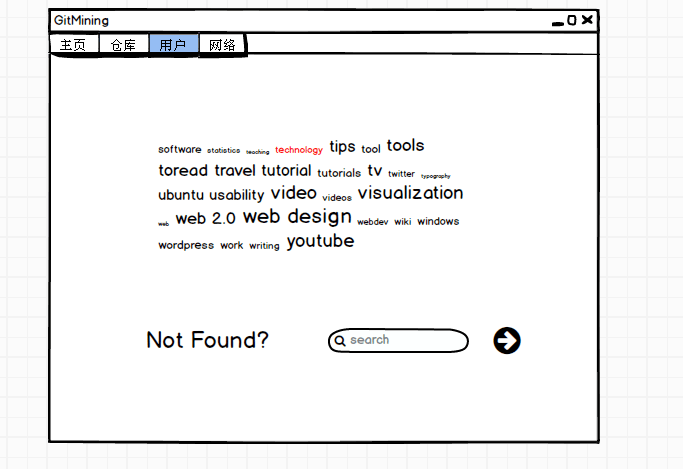 GitMining
主页 仓库 用户 网络
software statistics teaching technology tips tool tools
toread travel tutorial tutorials tv twitter typography
ubuntu usability video videos visualization
web web 2.0 web design webdev wiki windows
wordpress work writing youtube
Not Found? search